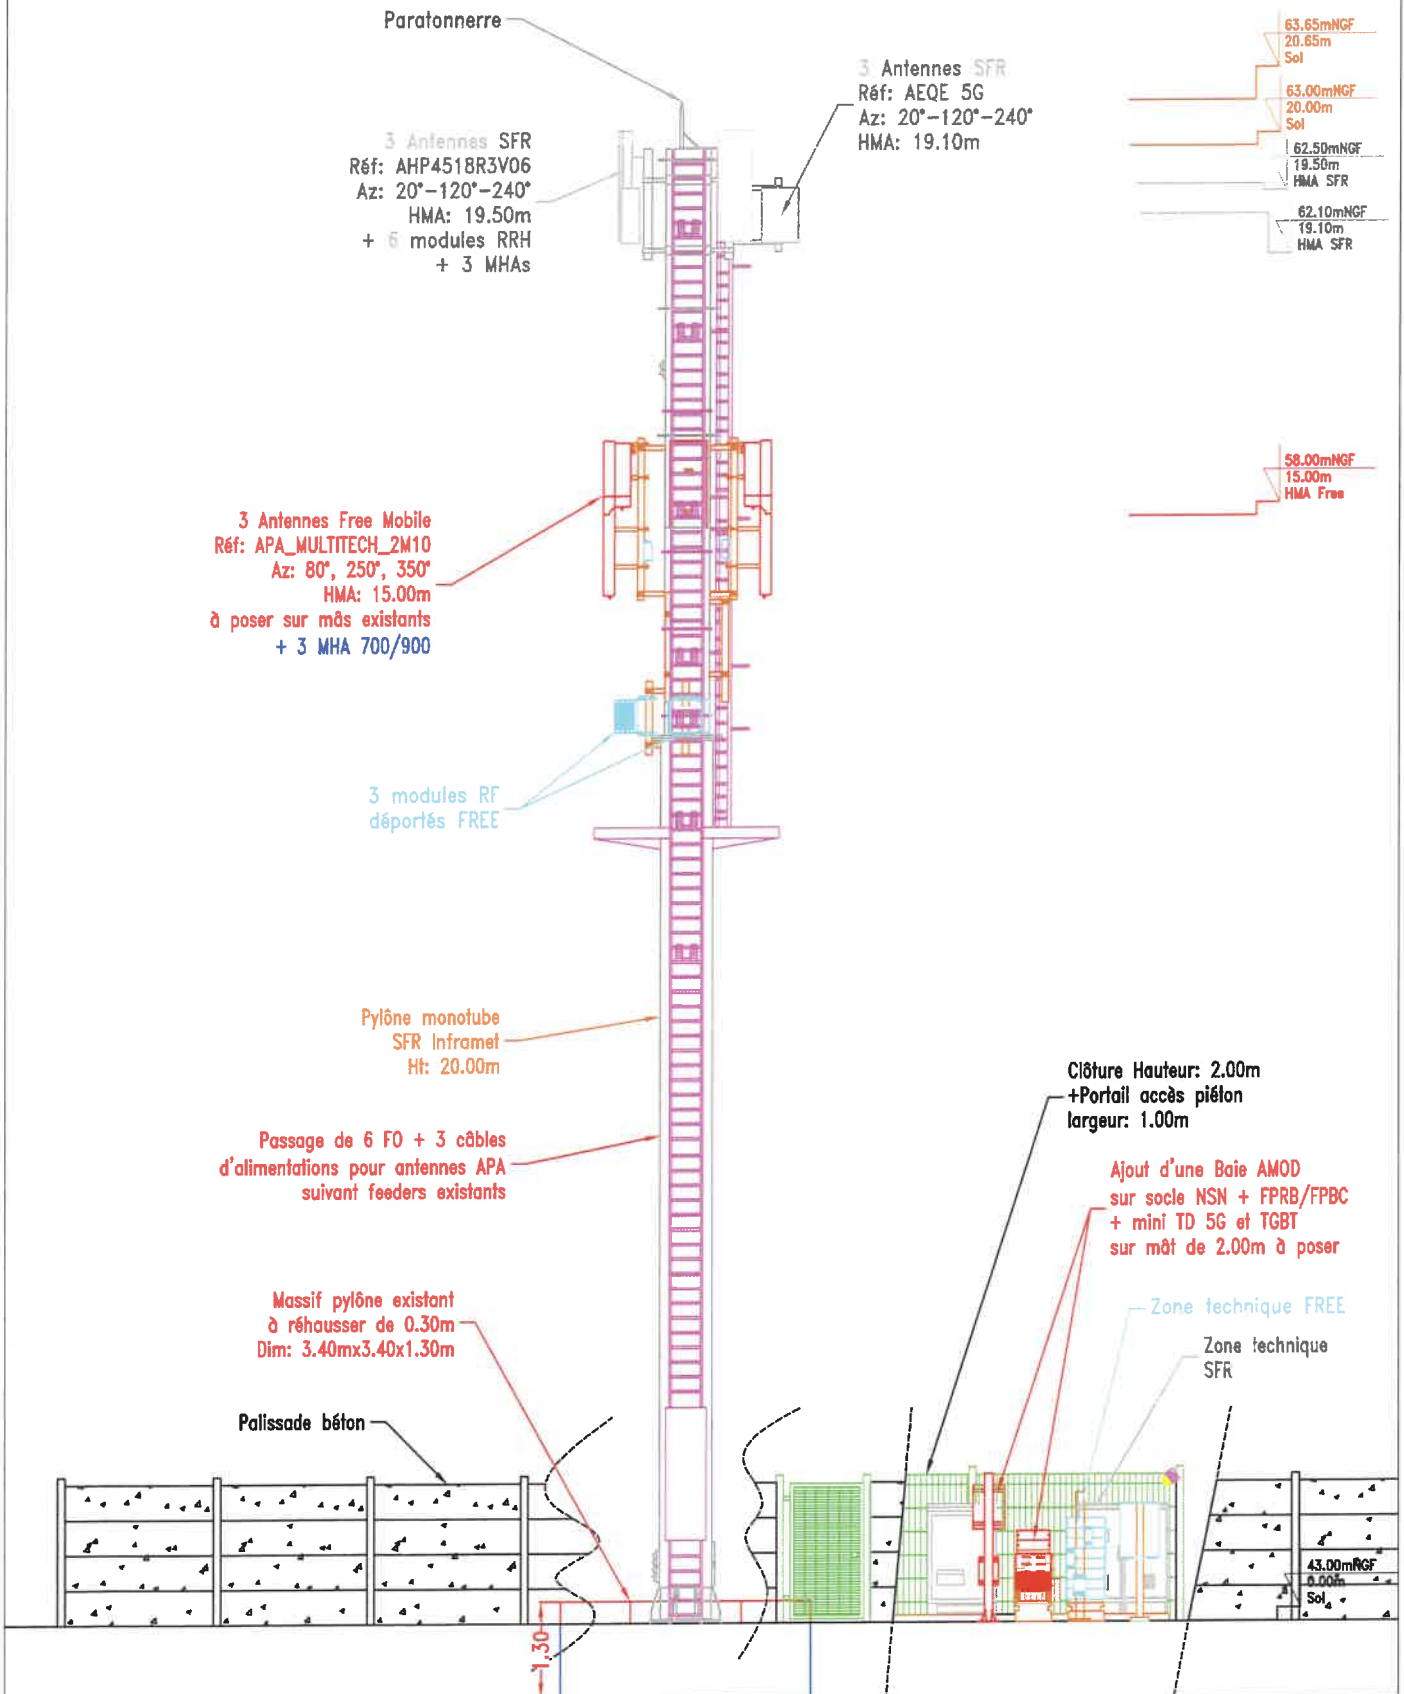 Paratonnerre
3 Antennes SFR
Réf: AHP4518R3V06
Az: 20°-120°-240°
HMA: 19.50m
+ 6 modules RRH
+ 3 MHAs
3 Antennes SFR
Réf: AEQE 5G
Az: 20°-120°-240°
HMA: 19.10m
63.65mNGF
20.65m
Sol
63.00mNGF
20.00m
Sol
62.50mNGF
19.50m
HMA SFR
62.10mNGF
19.10m
HMA SFR
58.00mNGF
15.00m
HMA Free
3 Antennes Free Mobile
Réf: APA_MULTITECH_2M10
Az: 80°, 250°, 350°
HMA: 15.00m
à poser sur mâs existants
+ 3 MHA 700/900
3 modules RF
déportés FREE
Pylône monotube
SFR Inframet
Ht: 20.00m
Passage de 6 FO + 3 câbles
d'alimentations pour antennes APA
suivant feeders existants
Massif pylône existant
à réhausser de 0.30m
Dim: 3.40mx3.40x1.30m
Palissade béton
Clôture Hauteur: 2.00m
+Portail accès piéton
largeur: 1.00m
Ajout d'une Baie AMOD
sur socle NSN + FPRB/FPBC
+ mini TD 5G et TGBT
sur mât de 2.00m à poser
Zone technique FREE
Zone technique
SFR
43.00mNGF
0.00m
Sol
1.30